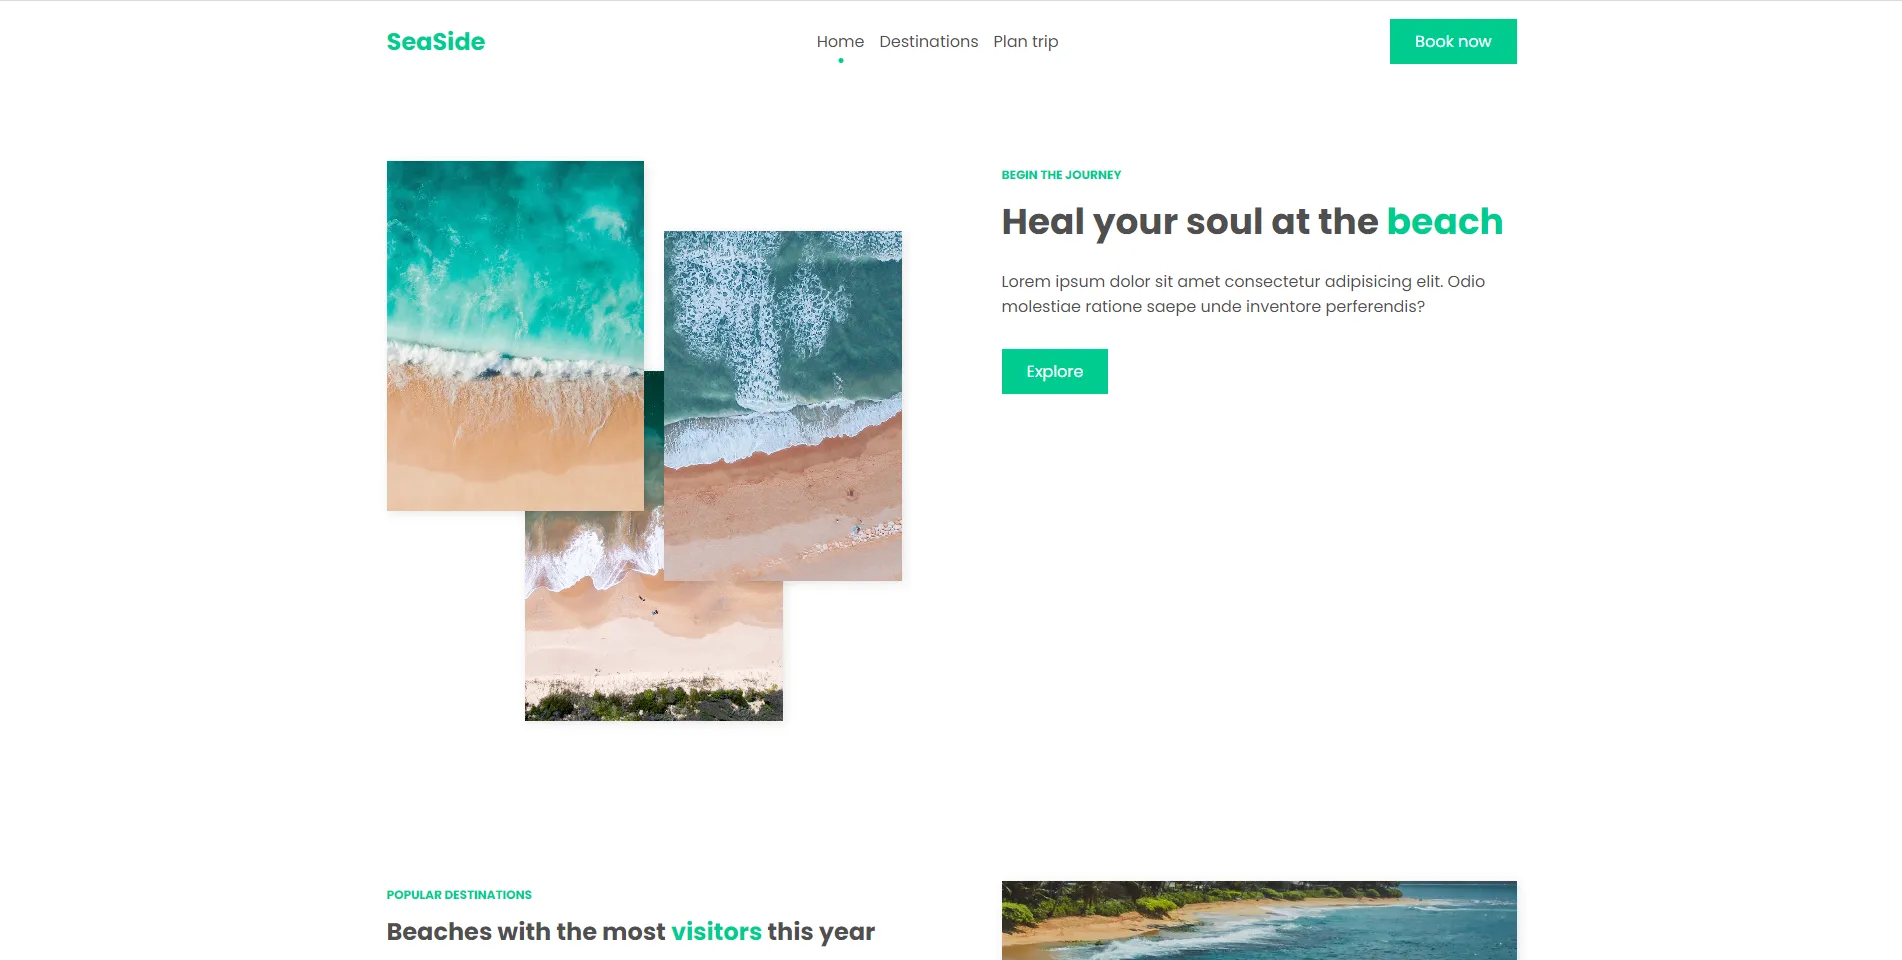 SeaSide
Home Destinations Plan trip
Book now
BEGIN THE JOURNEY
Heal your soul at the beach
Lorem ipsum dolor sit amet consectetur adipisicing elit. Odio
molestiae ratione saepe unde inventore perferendis?
Explore
POPULAR DESTINATIONS
Beaches with the most visitors this year